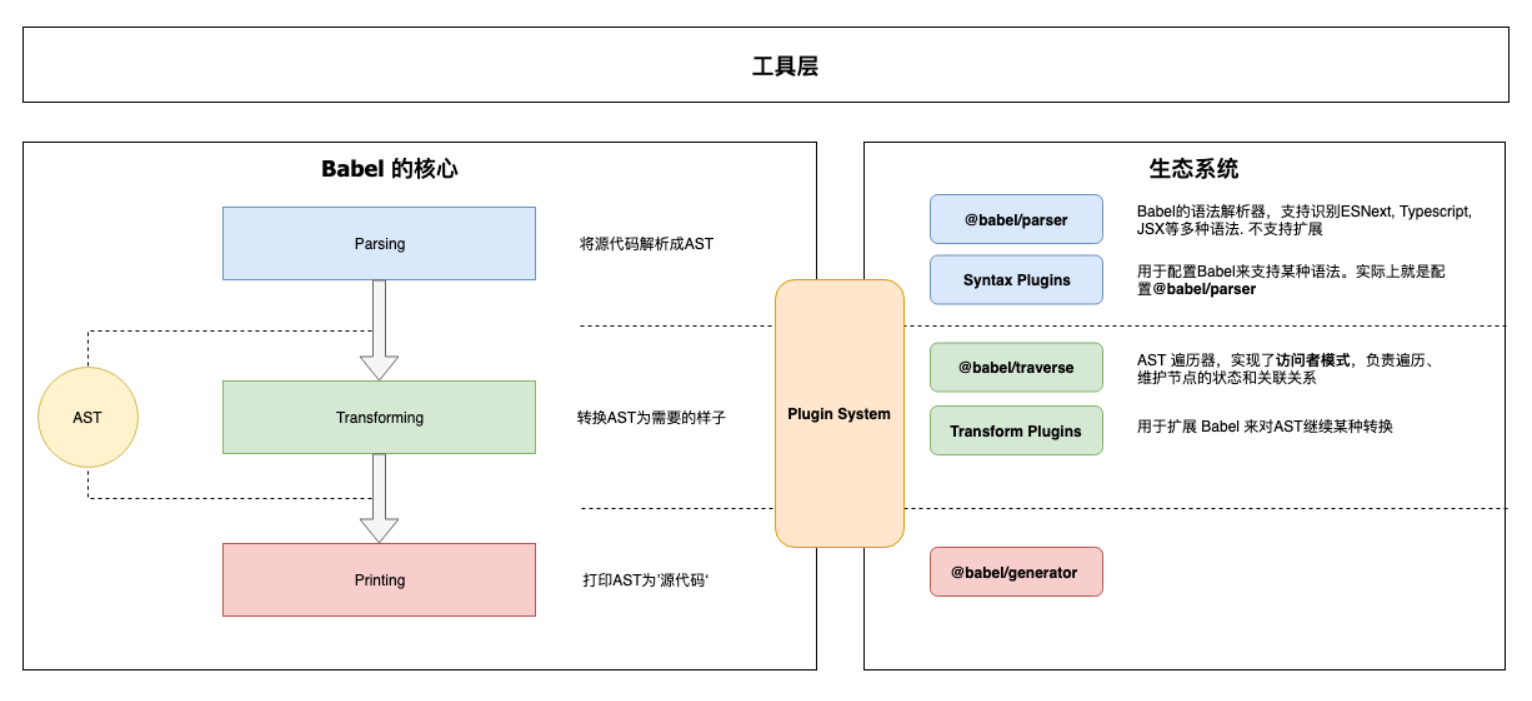 工具层
Babel 的核心
Parsing
将源代码解析成AST
AST
Transforming
转换AST为需要的样子
Printing
打印AST为'源代码‘
Plugin System
生态系统
@babel/parser
Babel的语法解析器，支持识别ESNext, Typescript,
JSX等多种语法. 不支持扩展
Syntax Plugins
用于配置Babel来支持某种语法。实际上就是配
置@babel/parser
@babel/traverse
AST 遍历器，实现了访问者模式，负责遍历、
维护节点的状态和关联关系
Transform Plugins
用于扩展 Babel 来对AST继续某种转换
@babel/generator